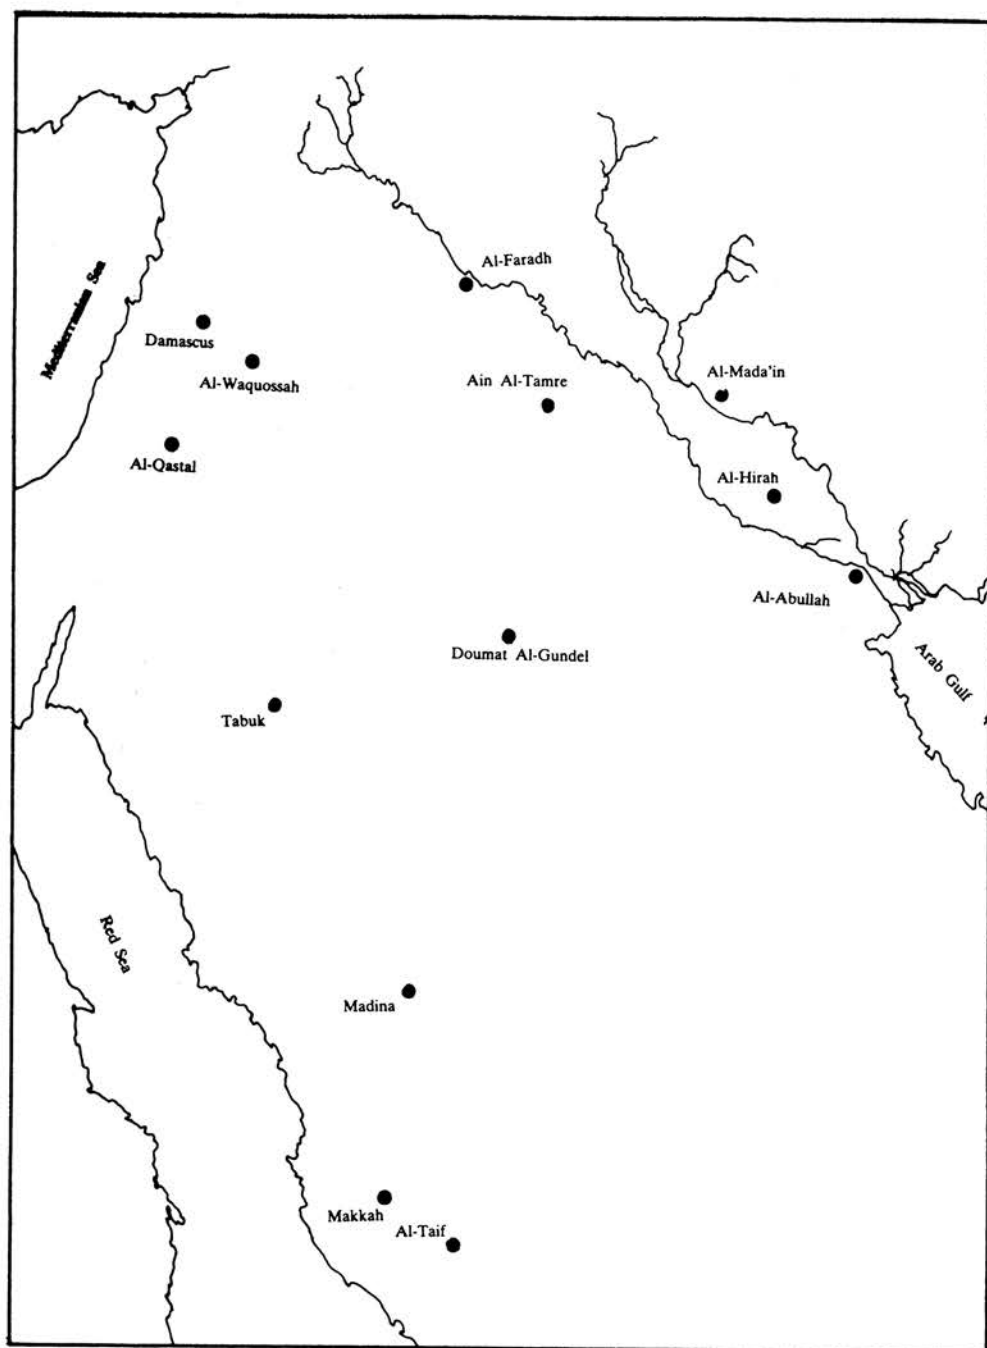 Al-Faradh
Mediterranian Sea
Damascus
Al-Waquossah
Ain Al-Tamre
Al-Mada'in
Al-Qastal
Al-Hirah
Al-Abullah
Doumat Al-Gundel
Arab Gulf
Tabuk
Red Sea
Madina
Makkah
Al-Taif